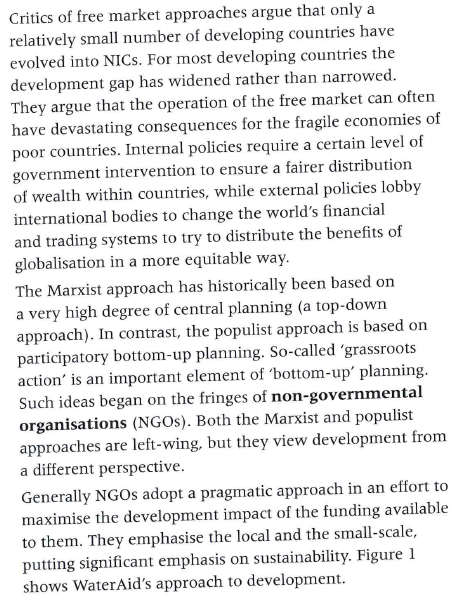 Critics of free market approaches argue that only a
relatively small number of developing countries have
evolved into NICs. For most developing countries the
development gap has widened rather than narrowed.
They argue that the operation of the free market can often
have devastating consequences for the fragile economies of
poor countries. Internal policies require a certain level of
government intervention to ensure a fairer distribution
of wealth within countries, while external policies lobby
international bodies to change the world's financial
and trading systems to try to distribute the benefits of
globalisation in a more equitable way.
The Marxist approach has historically been based on
a very high degree of central planning (a top-down
approach). In contrast, the populist approach is based on
participatory bottom-up planning. So-called 'grassroots
action' is an important element of 'bottom-up' planning.
Such ideas began on the fringes of non-governmental
organisations (NGOs). Both the Marxist and populist
approaches are left-wing, but they view development from
a different perspective.
Generally NGOs adopt a pragmatic approach in an effort to
maximise the development impact of the funding available
to them. They emphasise the local and the small-scale,
putting significant emphasis on sustainability. Figure 1
shows WaterAid's approach to development.